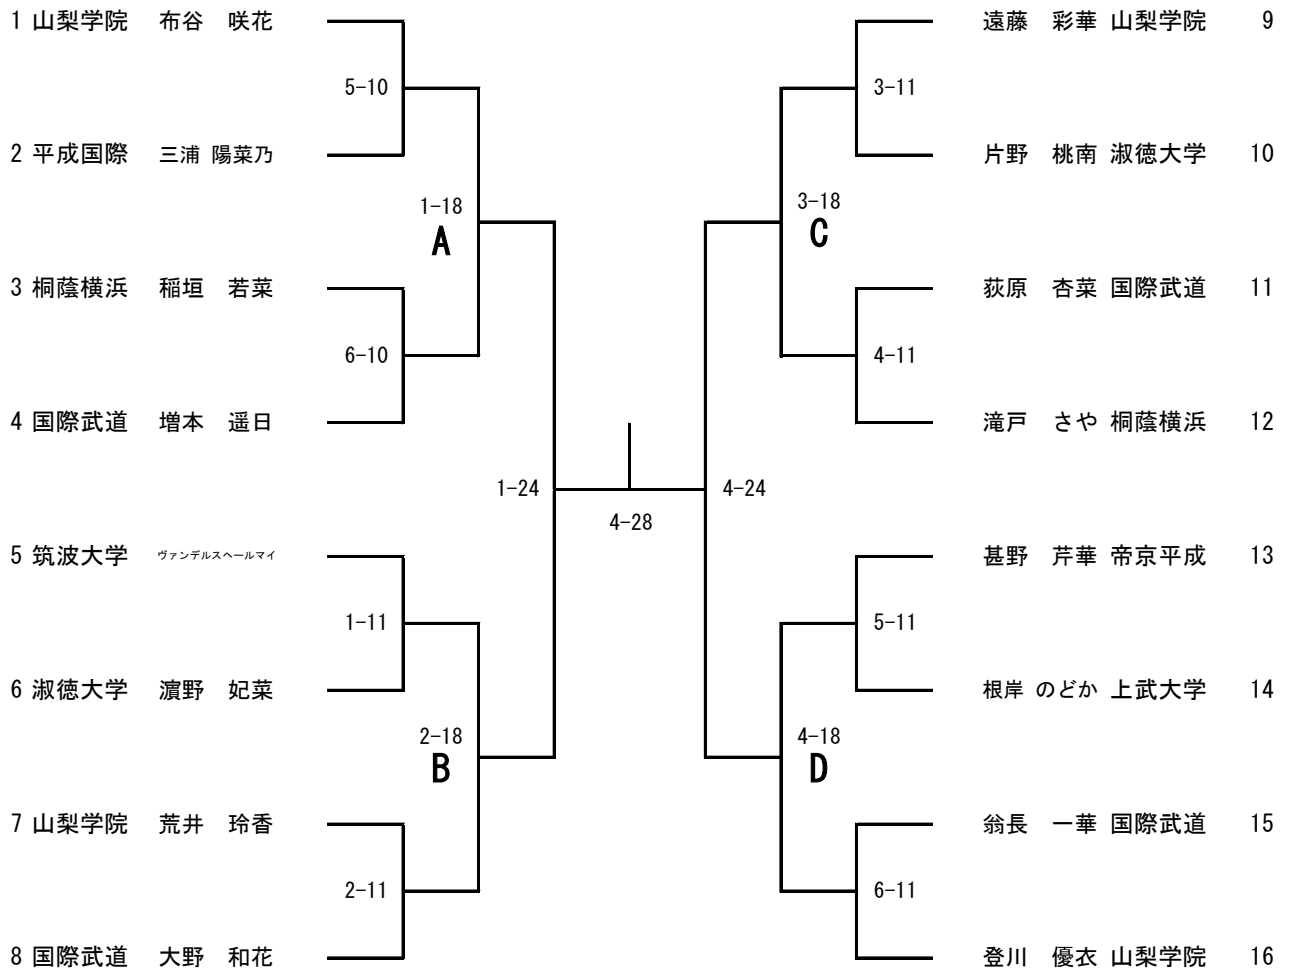 1 山梨学院 布谷 咲花
5-10
2 平成国際 三浦 陽菜乃
1-18
A
3 桐蔭横浜 稲垣 若菜
6-10
4 国際武道 増本 遥日
1-24
5 筑波大学 ヴァンデルスヘールマイ
1-11
6 淑徳大学 濵野 妃菜
2-18
B
7 山梨学院 荒井 玲香
2-11
8 国際武道 大野 和花
4-28
遠藤 彩華 山梨学院 9
3-11
片野 桃南 淑徳大学 10
3-18
C
荻原 杏菜 国際武道 11
4-11
滝戸 さや 桐蔭横浜 12
4-24
甚野 芹華 帝京平成 13
5-11
根岸 のどか 上武大学 14
4-18
D
翁長 一華 国際武道 15
6-11
登川 優衣 山梨学院 16